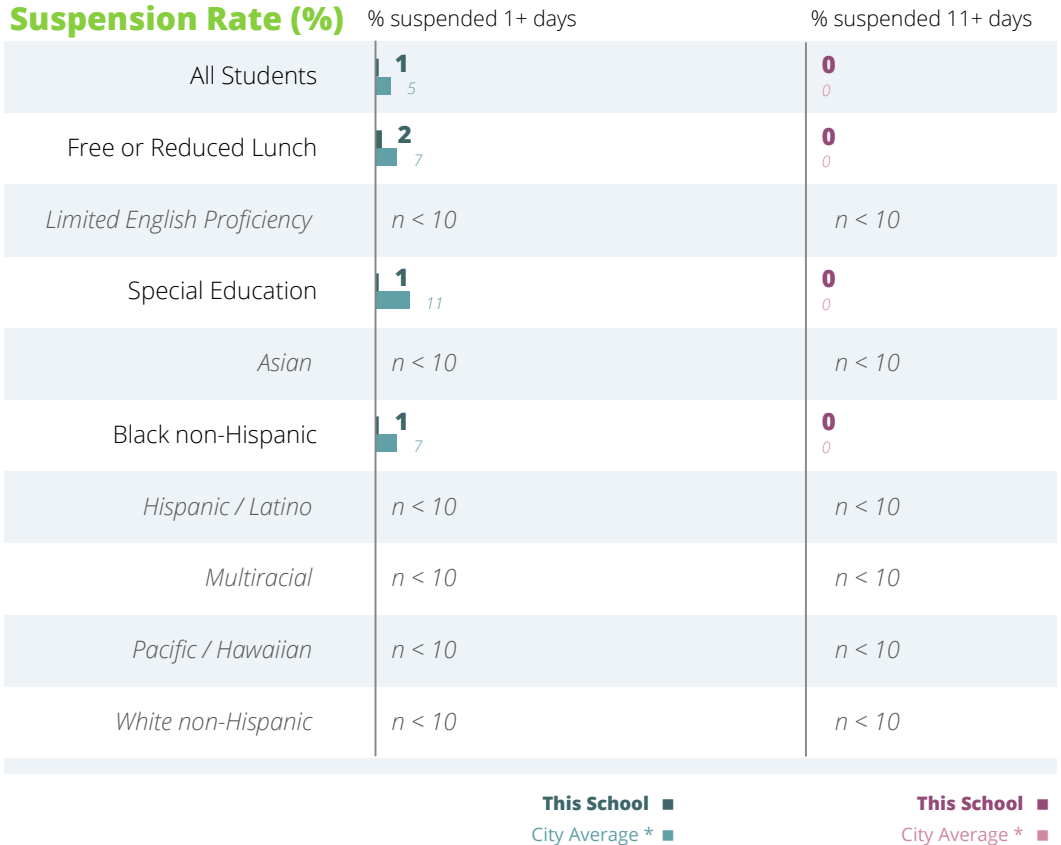 Suspension Rate (%) % suspended 1+ days % suspended 11+ days
All Students 1 0
5 0
Free or Reduced Lunch 2 0
7 0
Limited English Proficiency n < 10 n < 10
Special Education 1 0
11 0
Asian n < 10 n < 10
Black non-Hispanic 1 0
7 0
Hispanic / Latino n < 10 n < 10
Multiracial n < 10 n < 10
Pacific / Hawaiian n < 10 n < 10
White non-Hispanic n < 10 n < 10
This School This School
City Average * City Average *